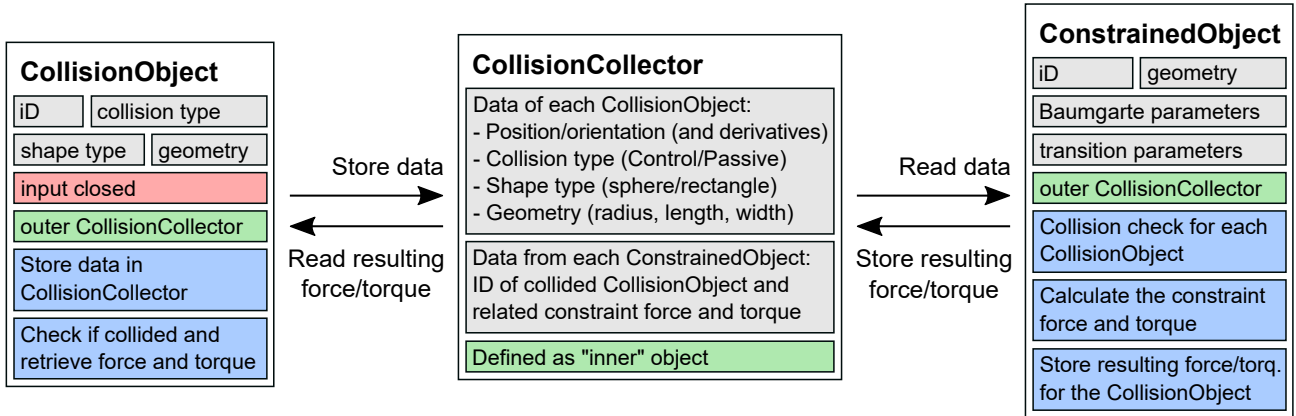 CollisionObject
iD
collision type
shape type
geometry
input closed
outer CollisionCollector
Store data in
CollisionCollector
Check if collided and
retrieve force and torque
Store data
Read resulting
force/torque
CollisionCollector
Data of each CollisionObject:
- Position/orientation (and derivatives)
- Collision type (Control/Passive)
- Shape type (sphere/rectangle)
- Geometry (radius, length, width)
Data from each ConstrainedObject:
ID of collided CollisionObject and
related constraint force and torque
Defined as "inner" object
Read data
Store resulting
force/torque
ConstrainedObject
iD
geometry
Baumgarte parameters
transition parameters
outer CollisionCollector
Collision check for each
CollisionObject
Calculate the constraint
force and torque
Store resulting force/torq.
for the CollisionObject